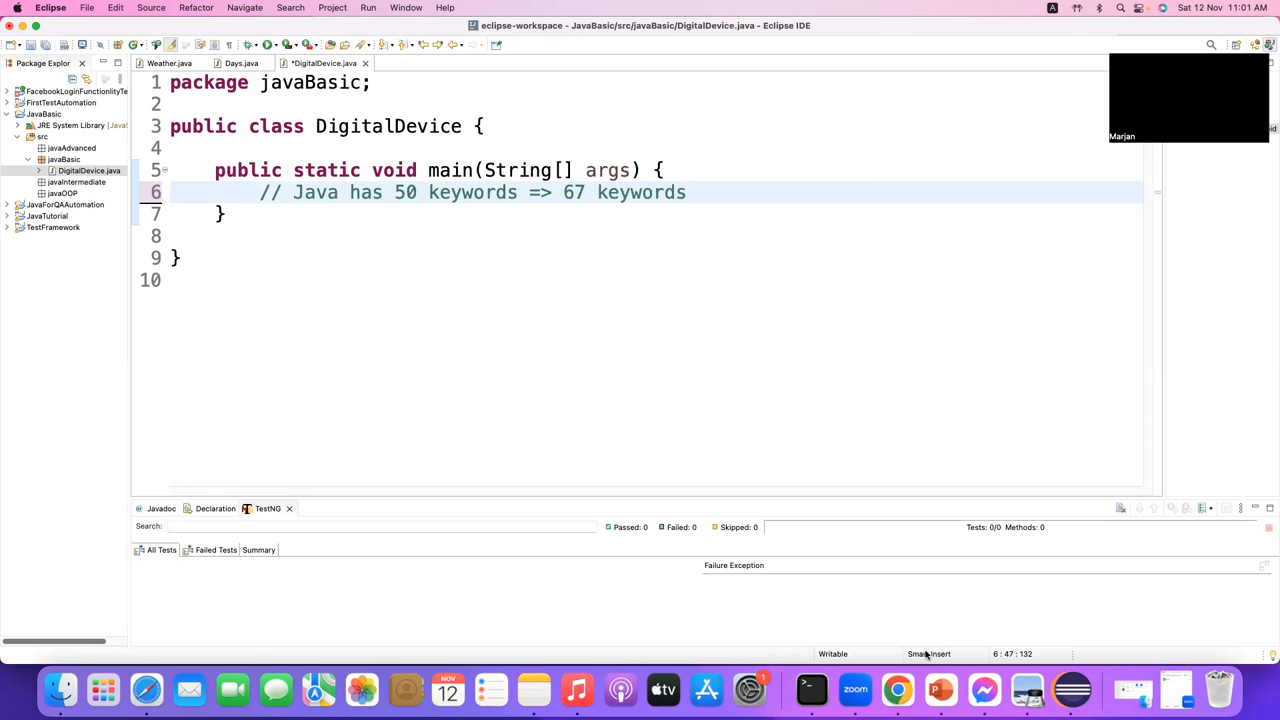 Eclipse File Edit Source Refactor Navigate Search Project Run Window Help A Sat 12 Nov 11:01 AM
eclipse-workspace - JavaBasic/src/javaBasic/DigitalDevice.java - Eclipse IDE
Package Explor
Weather.java Days.java *DigitalDevice.java
FacebookLoginFunctionlityTe
FirstTestAutomation
JavaBasic
JRE System Library [JavaS
src
javaAdvanced
javaBasic
DigitalDevice.java
javaIntermediate
javaOOP
JavaForQAAutomation
JavaTutorial
TestFramework
1 package javaBasic;
2
3 public class DigitalDevice {
4
5 public static void main(String[] args) {
6 // Java has 50 keywords => 67 keywords
7 }
8
9 }
10
Marjan
Javadoc Declaration TestNG
Search: Passed: 0 Failed: 0 Skipped: 0 Tests: 0/0 Methods: 0
All Tests Failed Tests Summary
Failure Exception
Writable Smart Insert 6 : 47 : 132
NOV
12
tv
zoom
P
1